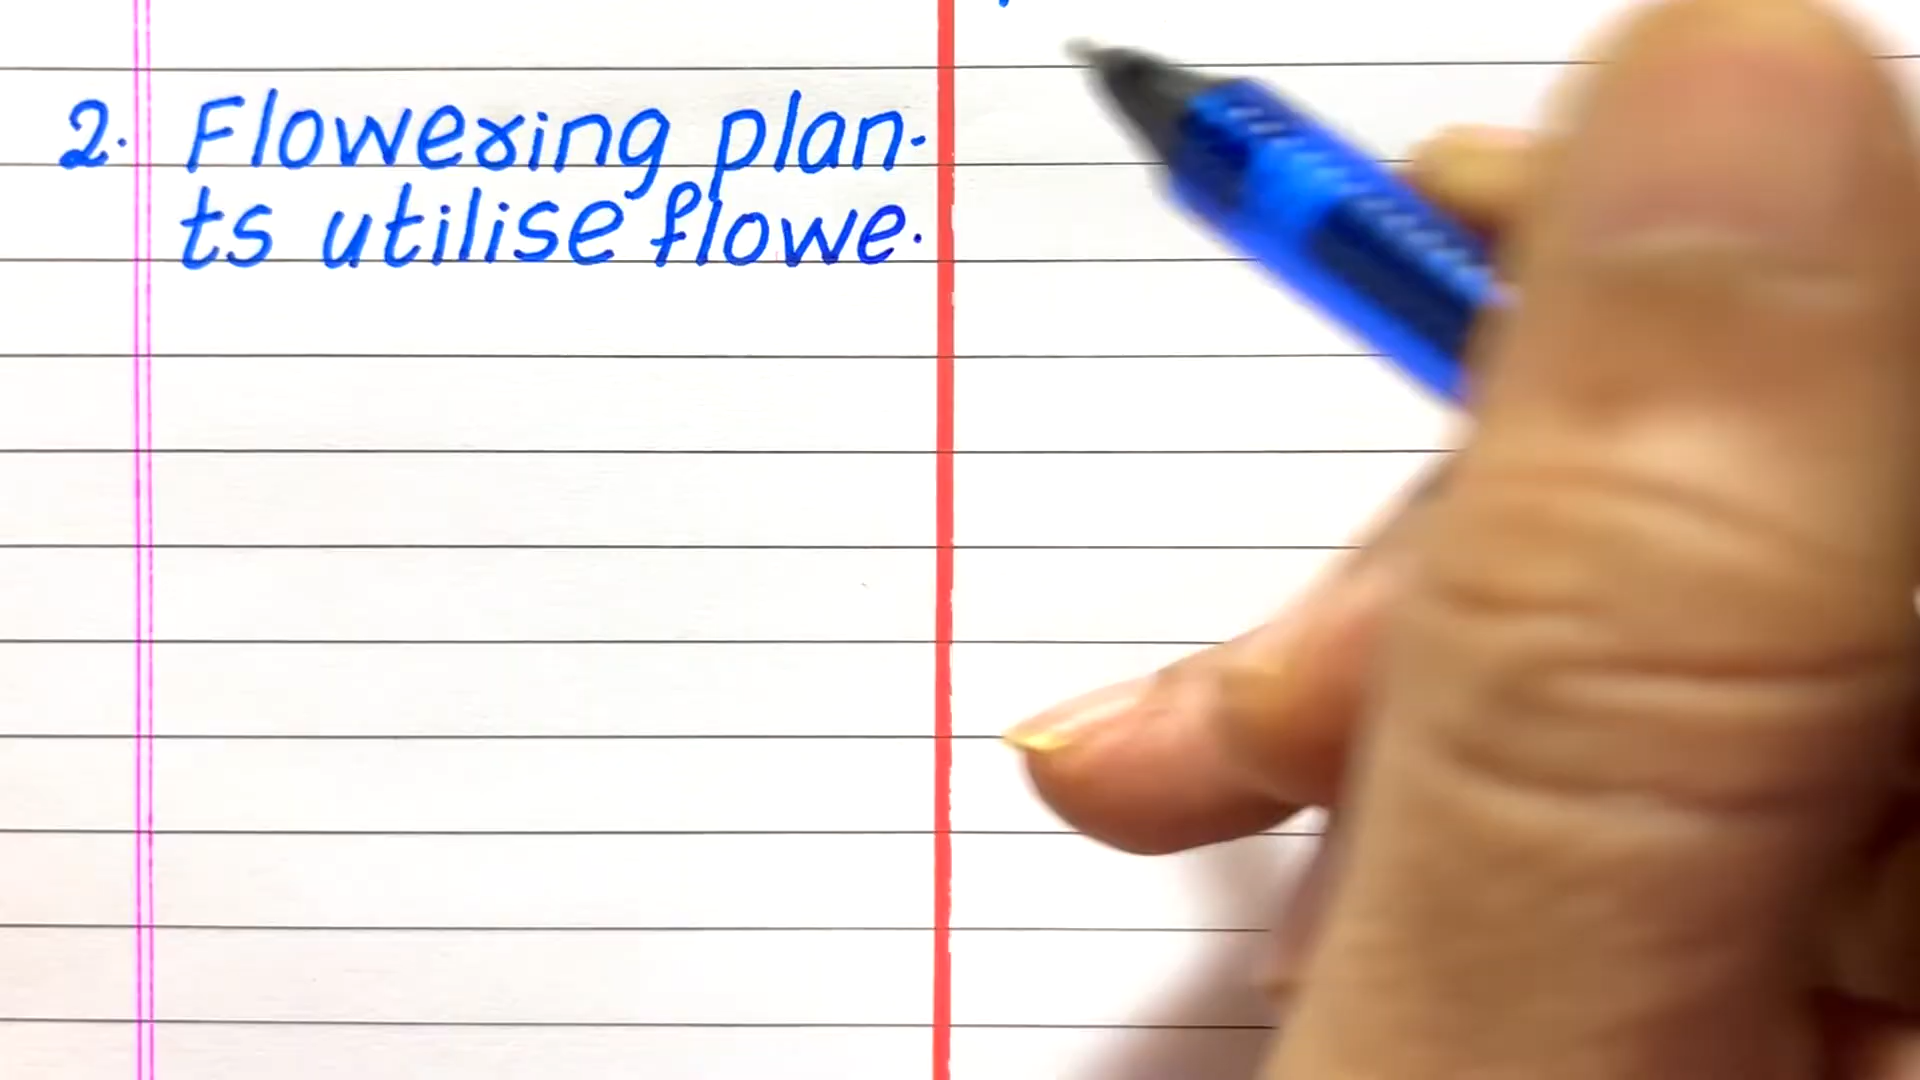 2. Flowering plan-
ts utilise flowe-